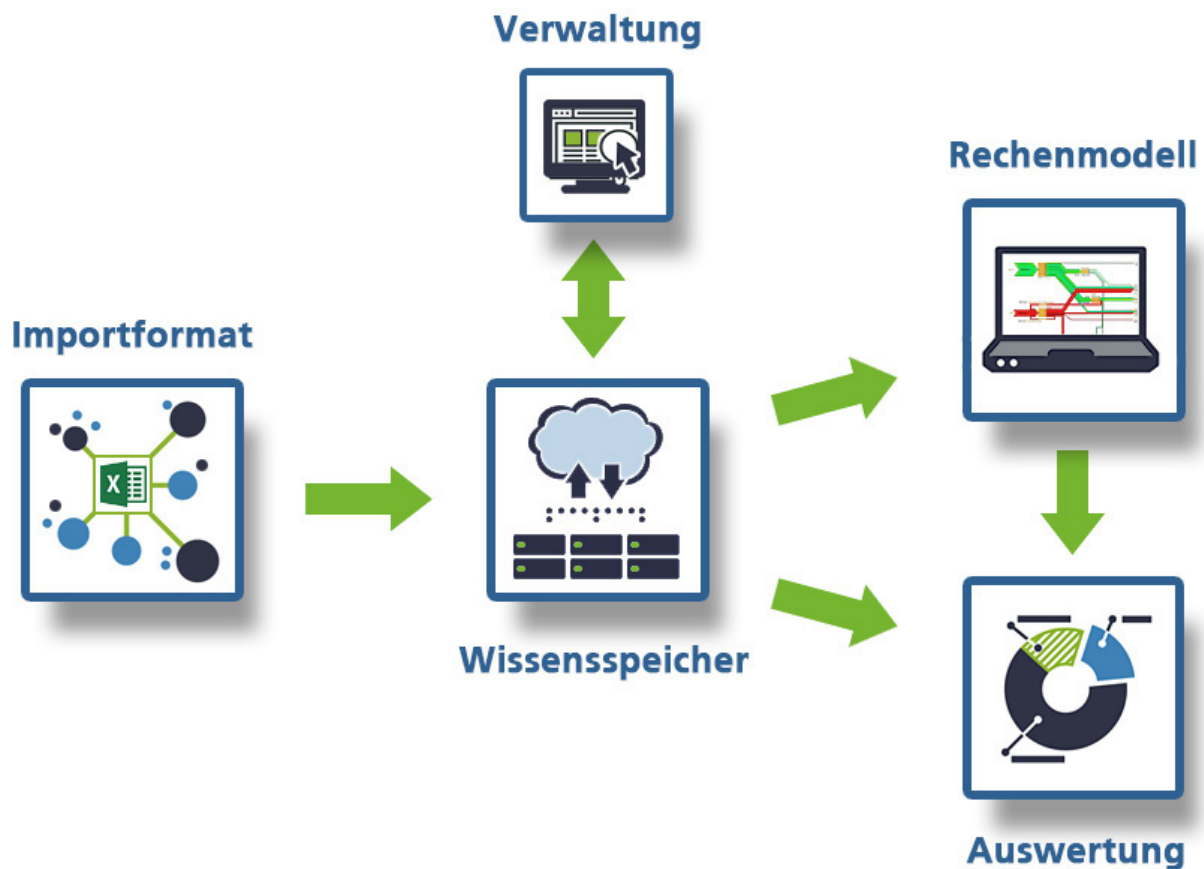 Verwaltung
Rechenmodell
Importformat
X
Wissensspeicher
Auswertung